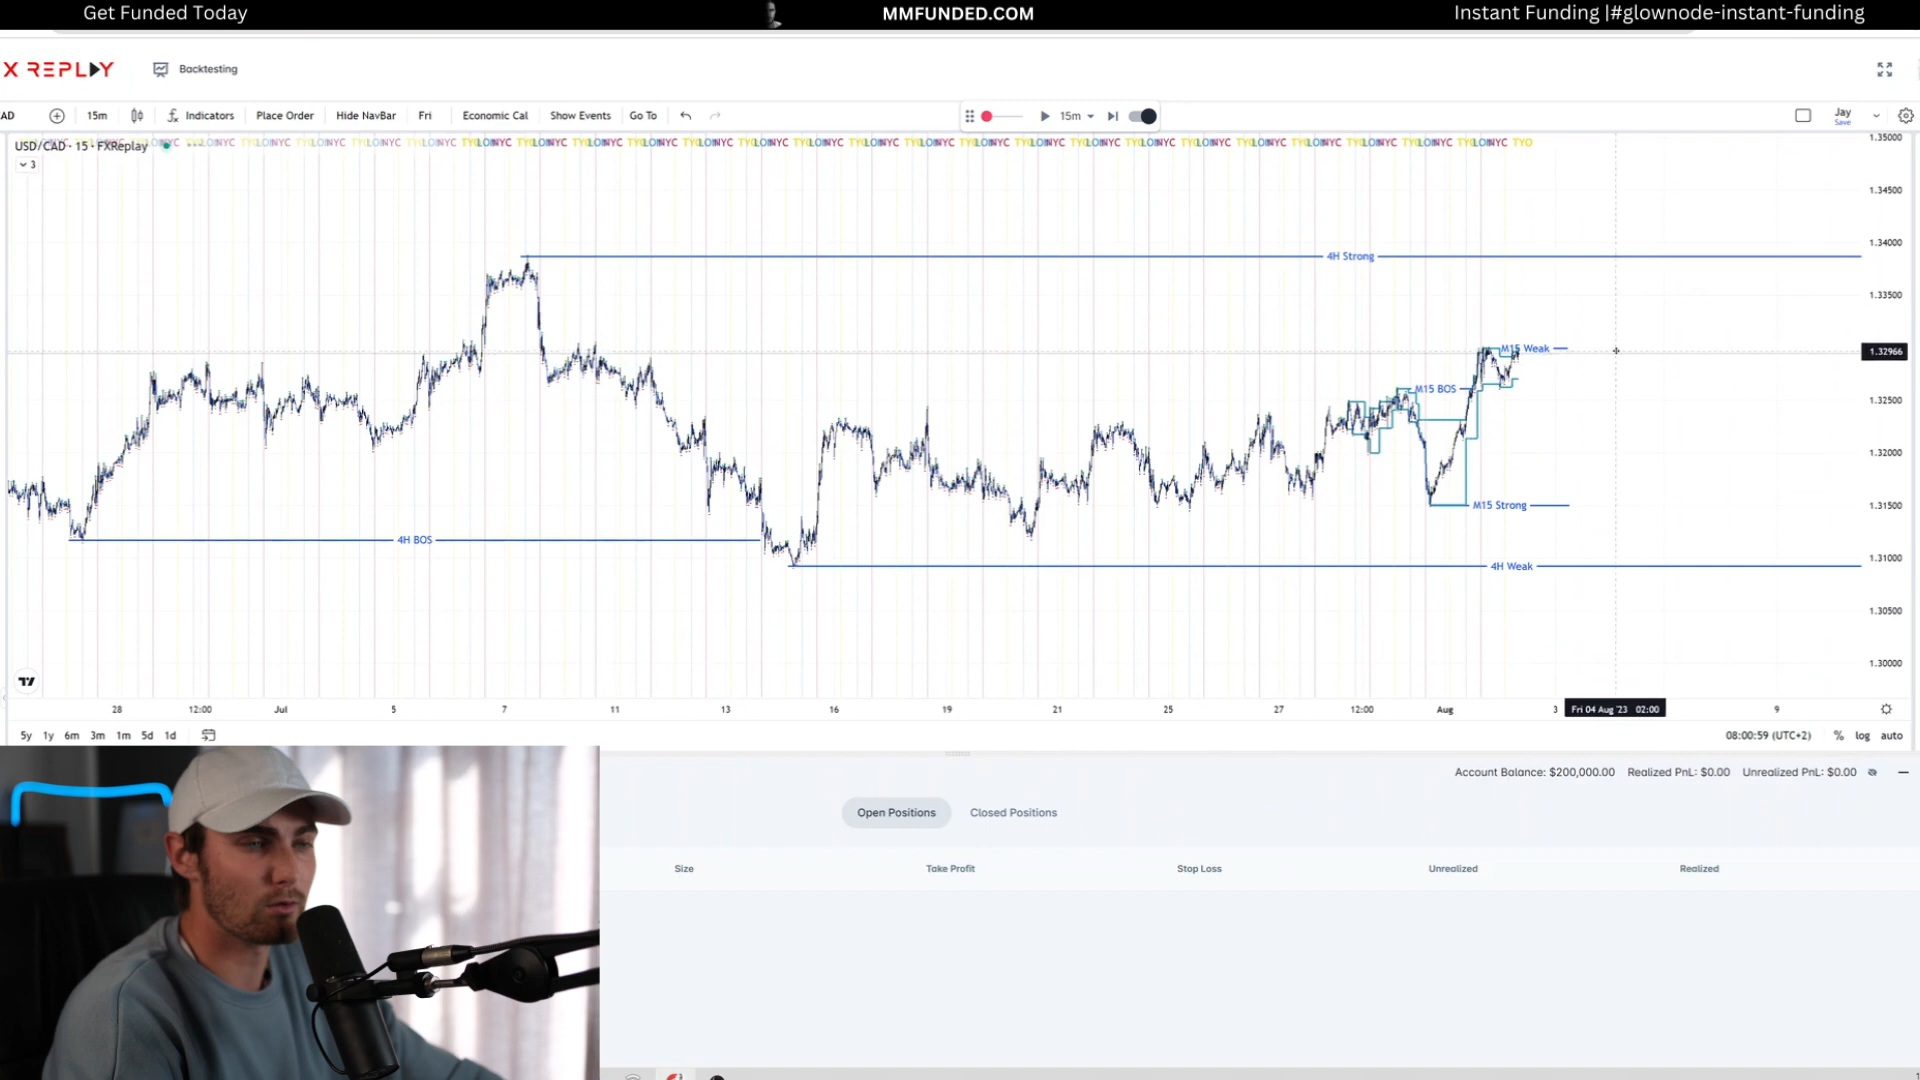 Get Funded Today
MMFUNDED.COM
Instant Funding |#glownode-instant-funding
X REPLAY
Backtesting
AD
15m
Indicators
Place Order
Hide NavBar
Fri
Economic Cal
Show Events
Go To
15m
Jay
Save
USD/CAD · 15 · FXReplay
3
TYO
1.35000
1.34500
1.34000
1.33500
1.32966
1.32500
1.32000
1.31500
1.31000
1.30500
1.30000
4H Strong
M15 Weak
M15 BOS
M15 Strong
4H BOS
4H Weak
28 12:00 Jul 5 7 11 13 16 19 21 25 27 12:00 Aug 3 Fri 04 Aug '23 02:00 9
5y 1y 6m 3m 1m 5d 1d
08:00:59 (UTC+2) % log auto
Account Balance: $200,000.00 Realized PnL: $0.00 Unrealized PnL: $0.00
Open Positions Closed Positions
Size Take Profit Stop Loss Unrealized Realized